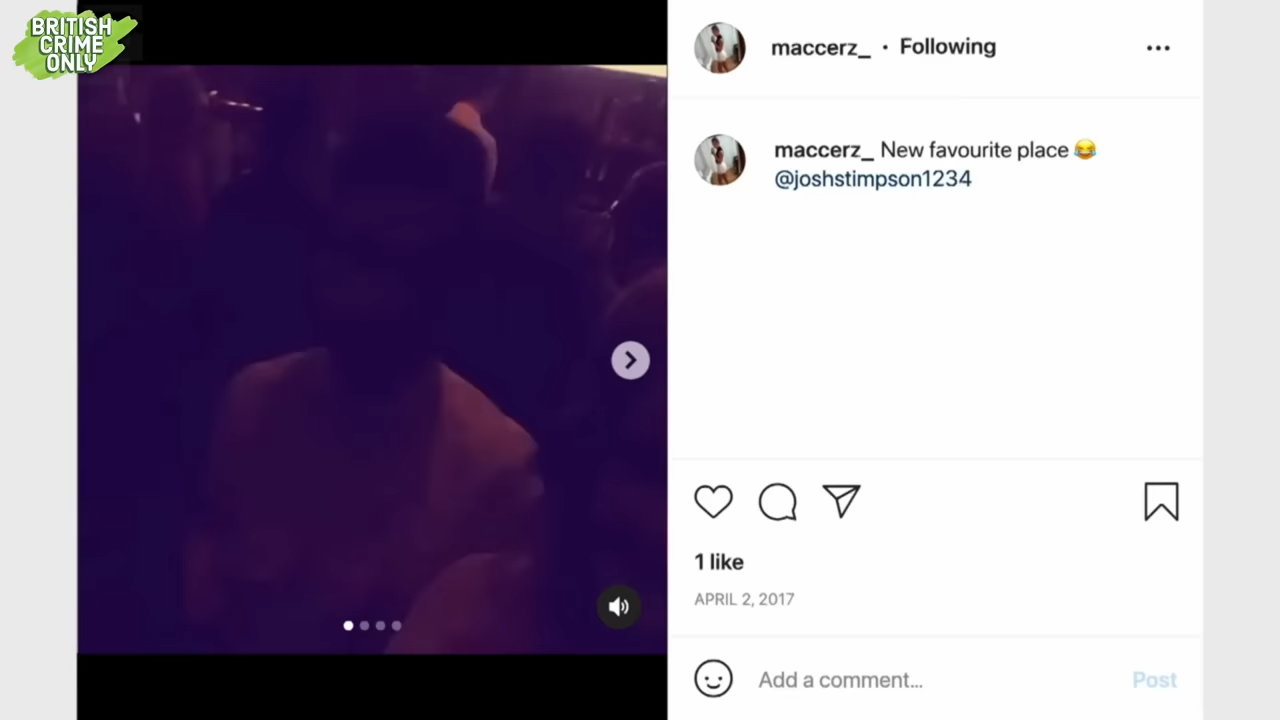 BRITISH
CRIME
ONLY
maccerz_ • Following
maccerz_ New favourite place 😂
@joshstimpson1234
1 like
APRIL 2, 2017
Add a comment...
Post